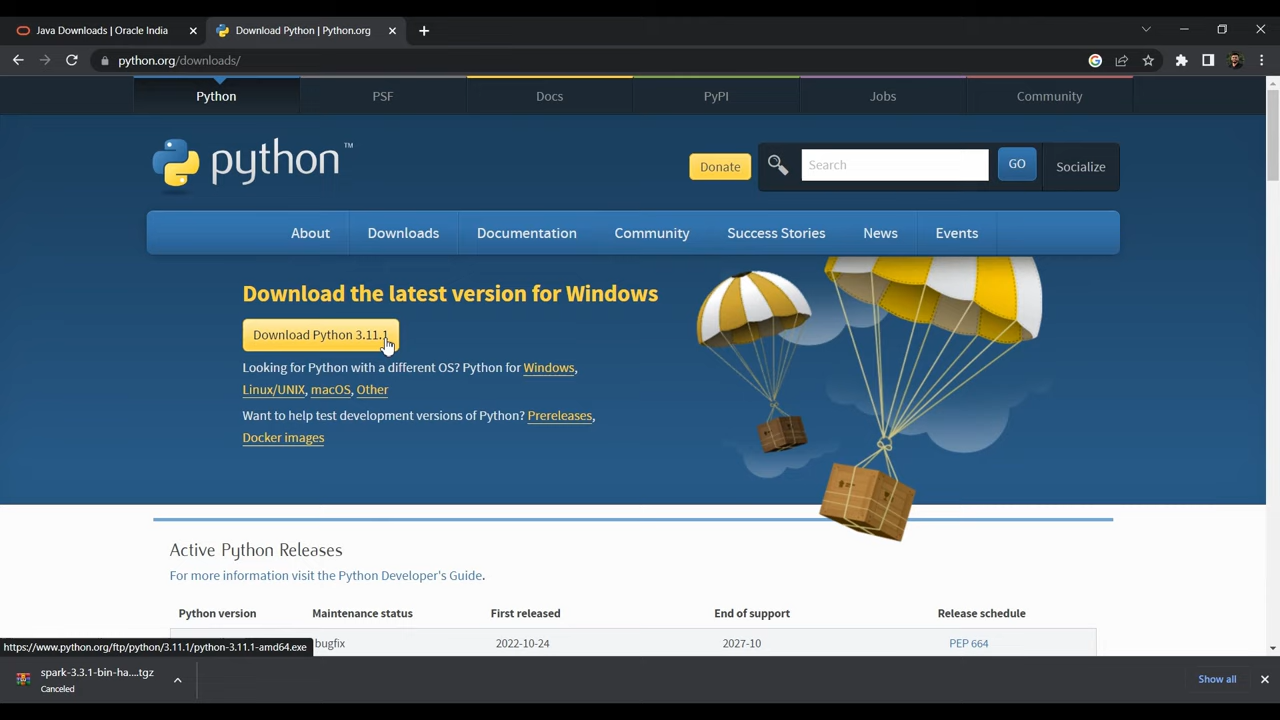 Java Downloads | Oracle India
Download Python | Python.org
python.org/downloads/
Python PSF Docs PyPI Jobs Community
python™
Donate Search GO Socialize
About Downloads Documentation Community Success Stories News Events
Download the latest version for Windows
Download Python 3.11.1
Looking for Python with a different OS? Python for Windows,
Linux/UNIX, macOS, Other
Want to help test development versions of Python? Prereleases,
Docker images
Active Python Releases
For more information visit the Python Developer's Guide.
Python version Maintenance status First released End of support Release schedule
bugfix 2022-10-24 2027-10 PEP 664
https://www.python.org/ftp/python/3.11.1/python-3.11.1-amd64.exe
spark-3.3.1-bin-ha....tgz
Canceled
Show all